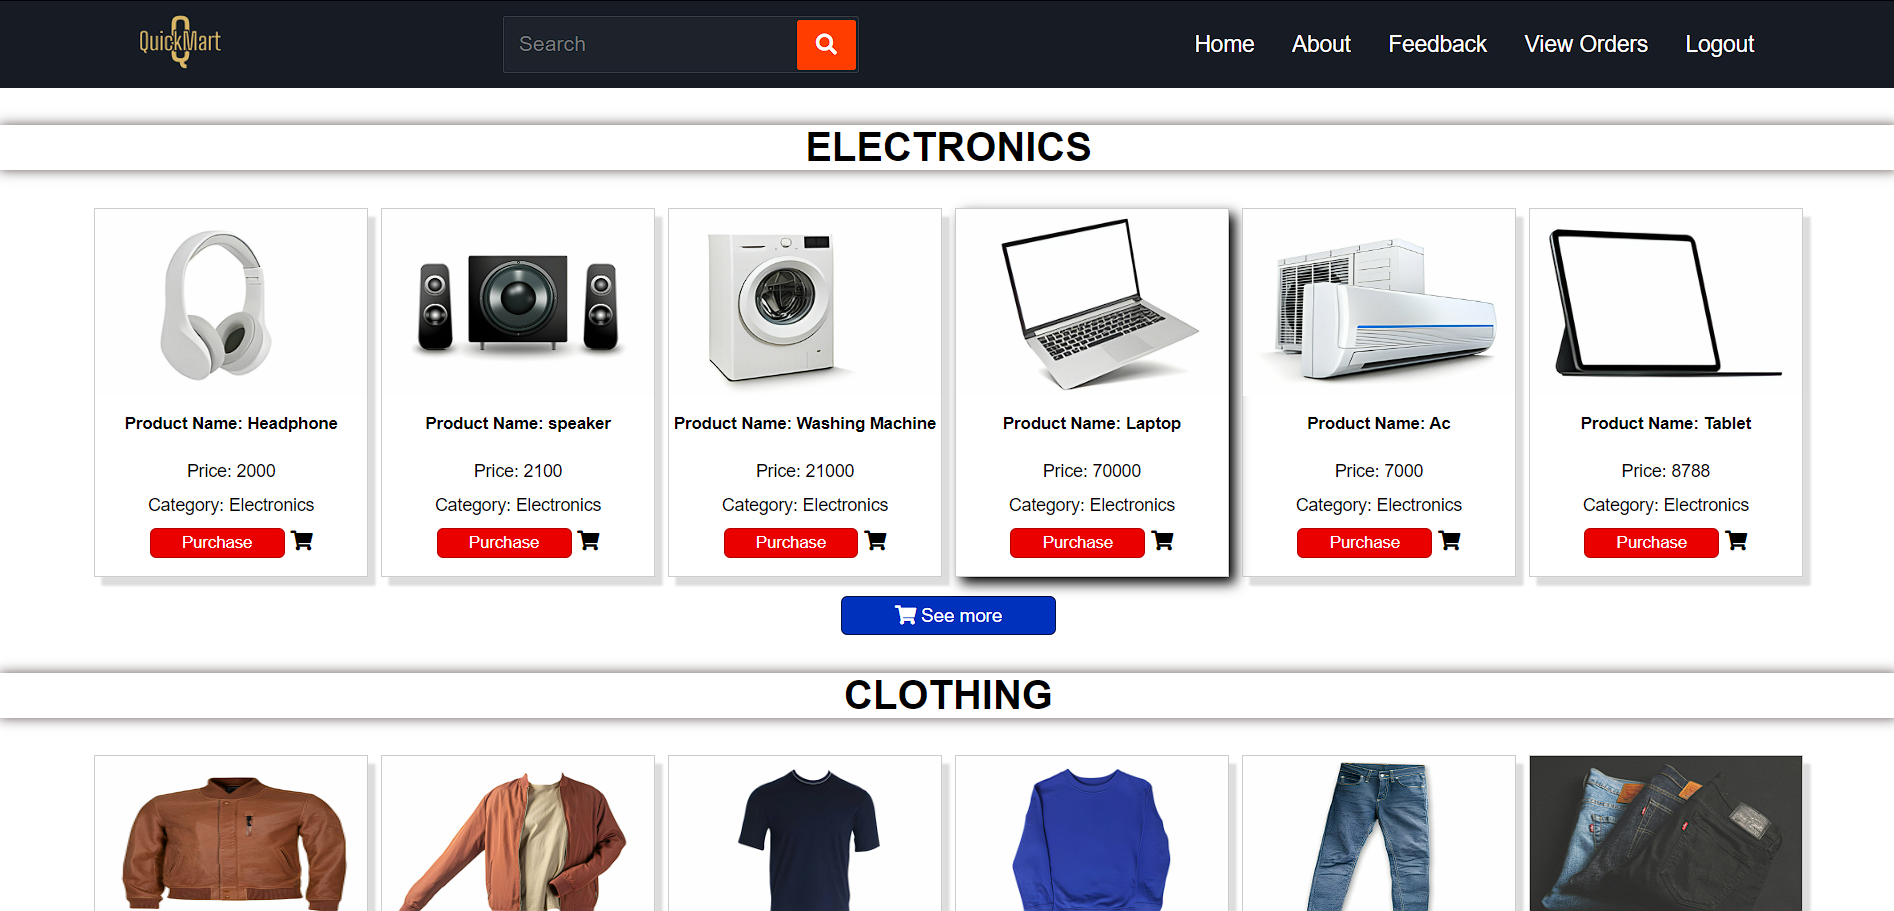 QuickMart
Search
Home About Feedback View Orders Logout
ELECTRONICS
Product Name: Headphone
Price: 2000
Category: Electronics
Purchase
Product Name: speaker
Price: 2100
Category: Electronics
Purchase
Product Name: Washing Machine
Price: 21000
Category: Electronics
Purchase
Product Name: Laptop
Price: 70000
Category: Electronics
Purchase
Product Name: Ac
Price: 7000
Category: Electronics
Purchase
Product Name: Tablet
Price: 8788
Category: Electronics
Purchase
See more
CLOTHING